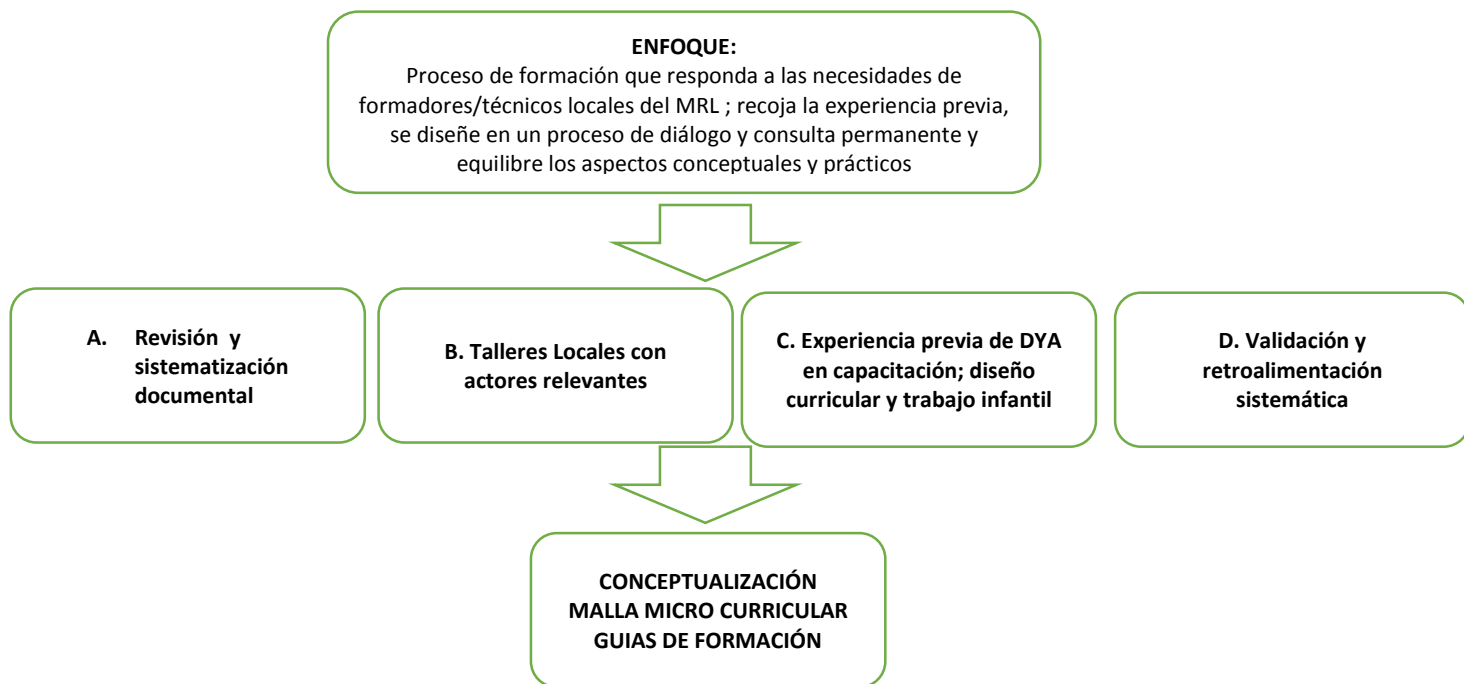 ENFOQUE:
Proceso de formación que responda a las necesidades de
formadores/técnicos locales del MRL ; recoja la experiencia previa,
se diseñe en un proceso de diálogo y consulta permanente y
equilibre los aspectos conceptuales y prácticos
A. Revisión y
sistematización
documental
B. Talleres Locales con
actores relevantes
C. Experiencia previa de DYA
en capacitación; diseño
curricular y trabajo infantil
D. Validación y
retroalimentación
sistemática
CONCEPTUALIZACIÓN
MALLA MICRO CURRICULAR
GUIAS DE FORMACIÓN